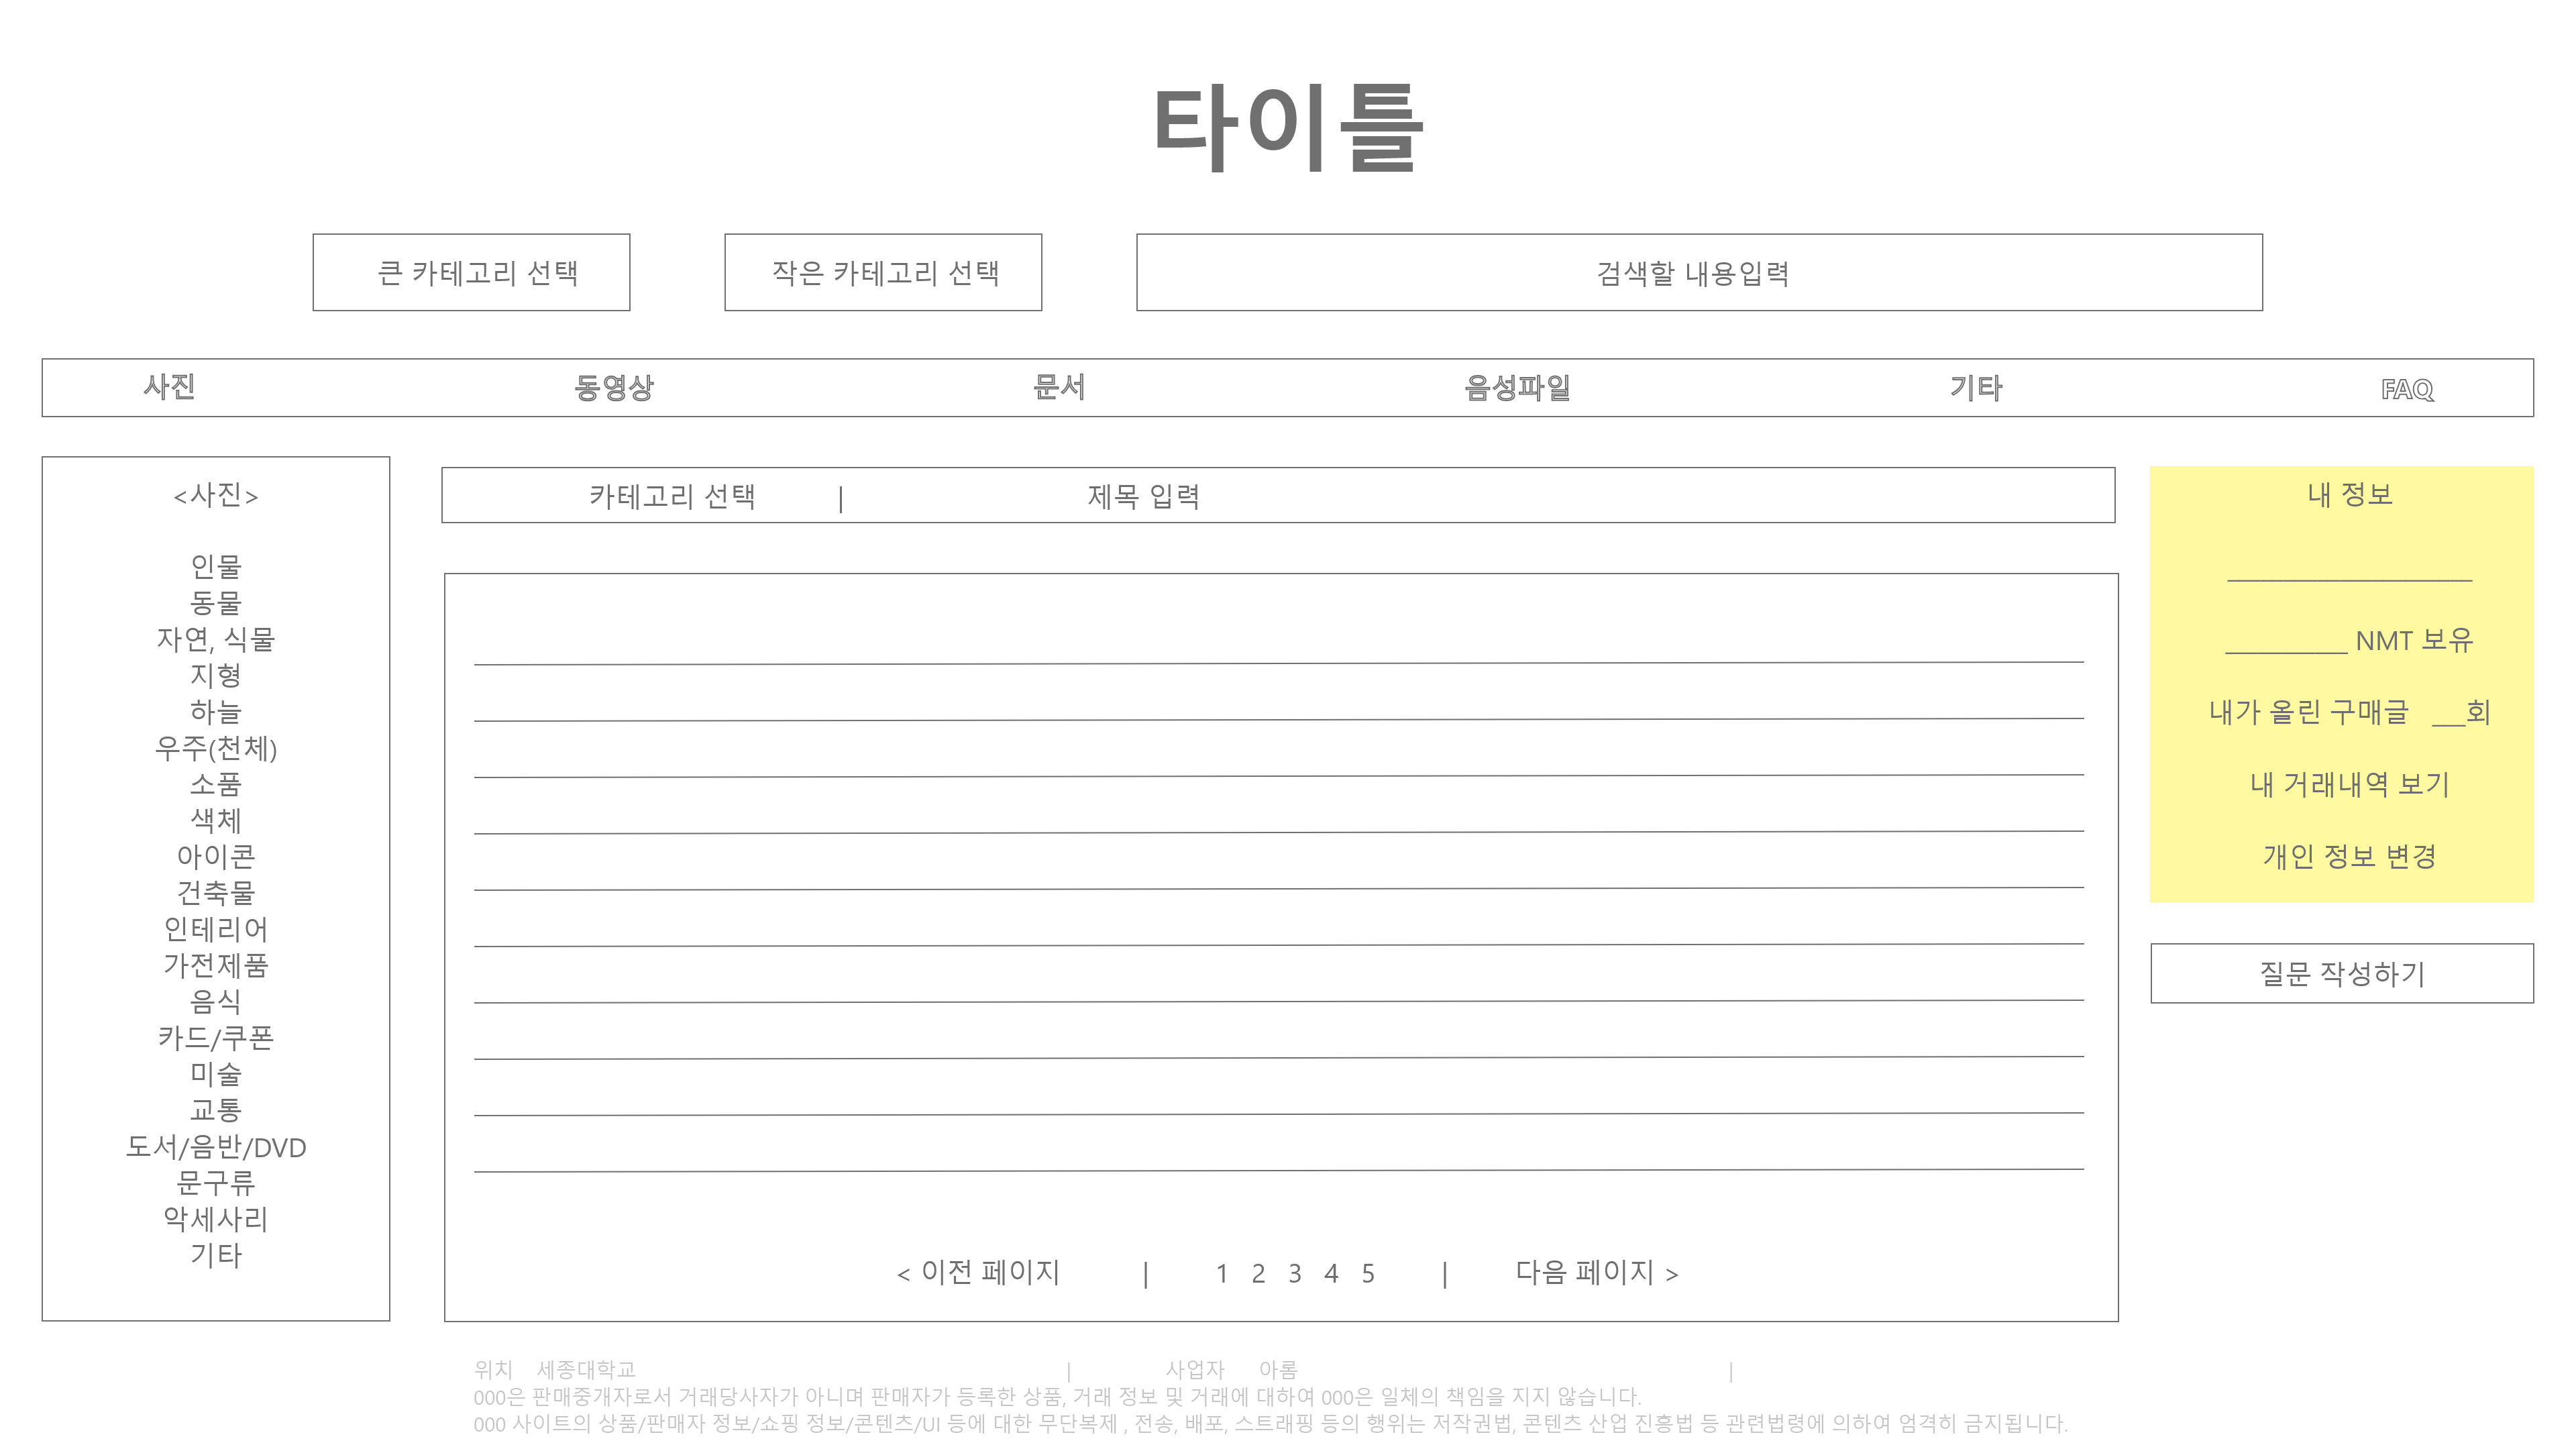 타이틀
큰 카테고리 선택
작은 카테고리 선택
검색할 내용입력
사진 동영상 문서 음성파일 기타 FAQ
<사진>
인물
동물
자연, 식물
지형
하늘
우주(천체)
소품
색체
아이콘
건축물
인테리어
가전제품
음식
카드/쿠폰
미술
교통
도서/음반/DVD
문구류
악세사리
기타
카테고리 선택 | 제목 입력
< 이전 페이지 | 1 2 3 4 5 | 다음 페이지 >
내 정보
______________________
___________ NMT 보유
내가 올린 구매글 ___회
내 거래내역 보기
개인 정보 변경
질문 작성하기
위치 세종대학교 | 사업자 아롬 |
000은 판매중개자로서 거래당사자가 아니며 판매자가 등록한 상품, 거래 정보 및 거래에 대하여 000은 일체의 책임을 지지 않습니다.
000 사이트의 상품/판매자 정보/쇼핑 정보/콘텐츠/UI 등에 대한 무단복제 , 전송, 배포, 스트래핑 등의 행위는 저작권법, 콘텐츠 산업 진흥법 등 관련법령에 의하여 엄격히 금지됩니다.